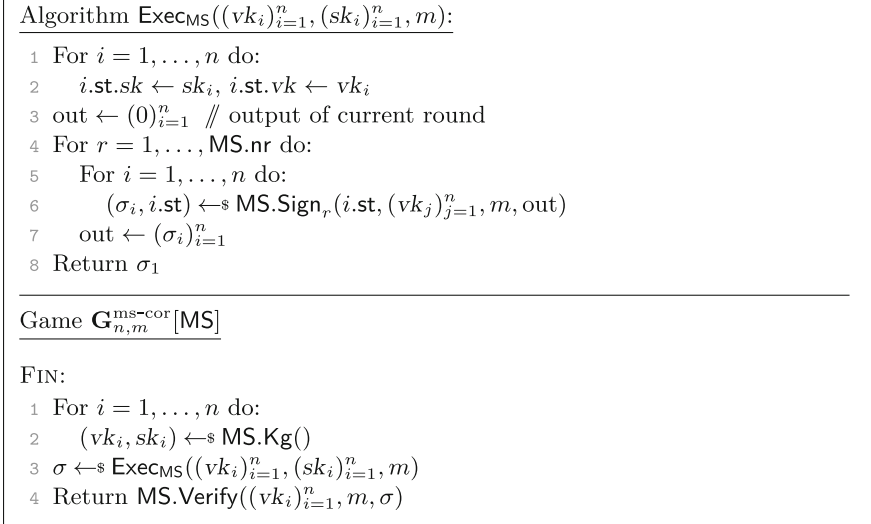 Algorithm Exec_MS((vk_i)_{i=1}^n, (sk_i)_{i=1}^n, m):
1 For i = 1, . . . , n do:
2 i.st.sk ← sk_i, i.st.vk ← vk_i
3 out ← (0)_{i=1}^n // output of current round
4 For r = 1, . . . , MS.nr do:
5 For i = 1, . . . , n do:
6 (σ_i, i.st) ←$ MS.Sign_r(i.st, (vk_j)_{j=1}^n, m, out)
7 out ← (σ_i)_{i=1}^n
8 Return σ_1
Game G_{n,m}^{ms-cor}[MS]
FIN:
1 For i = 1, . . . , n do:
2 (vk_i, sk_i) ←$ MS.Kg()
3 σ ←$ Exec_MS((vk_i)_{i=1}^n, (sk_i)_{i=1}^n, m)
4 Return MS.Verify((vk_i)_{i=1}^n, m, σ)